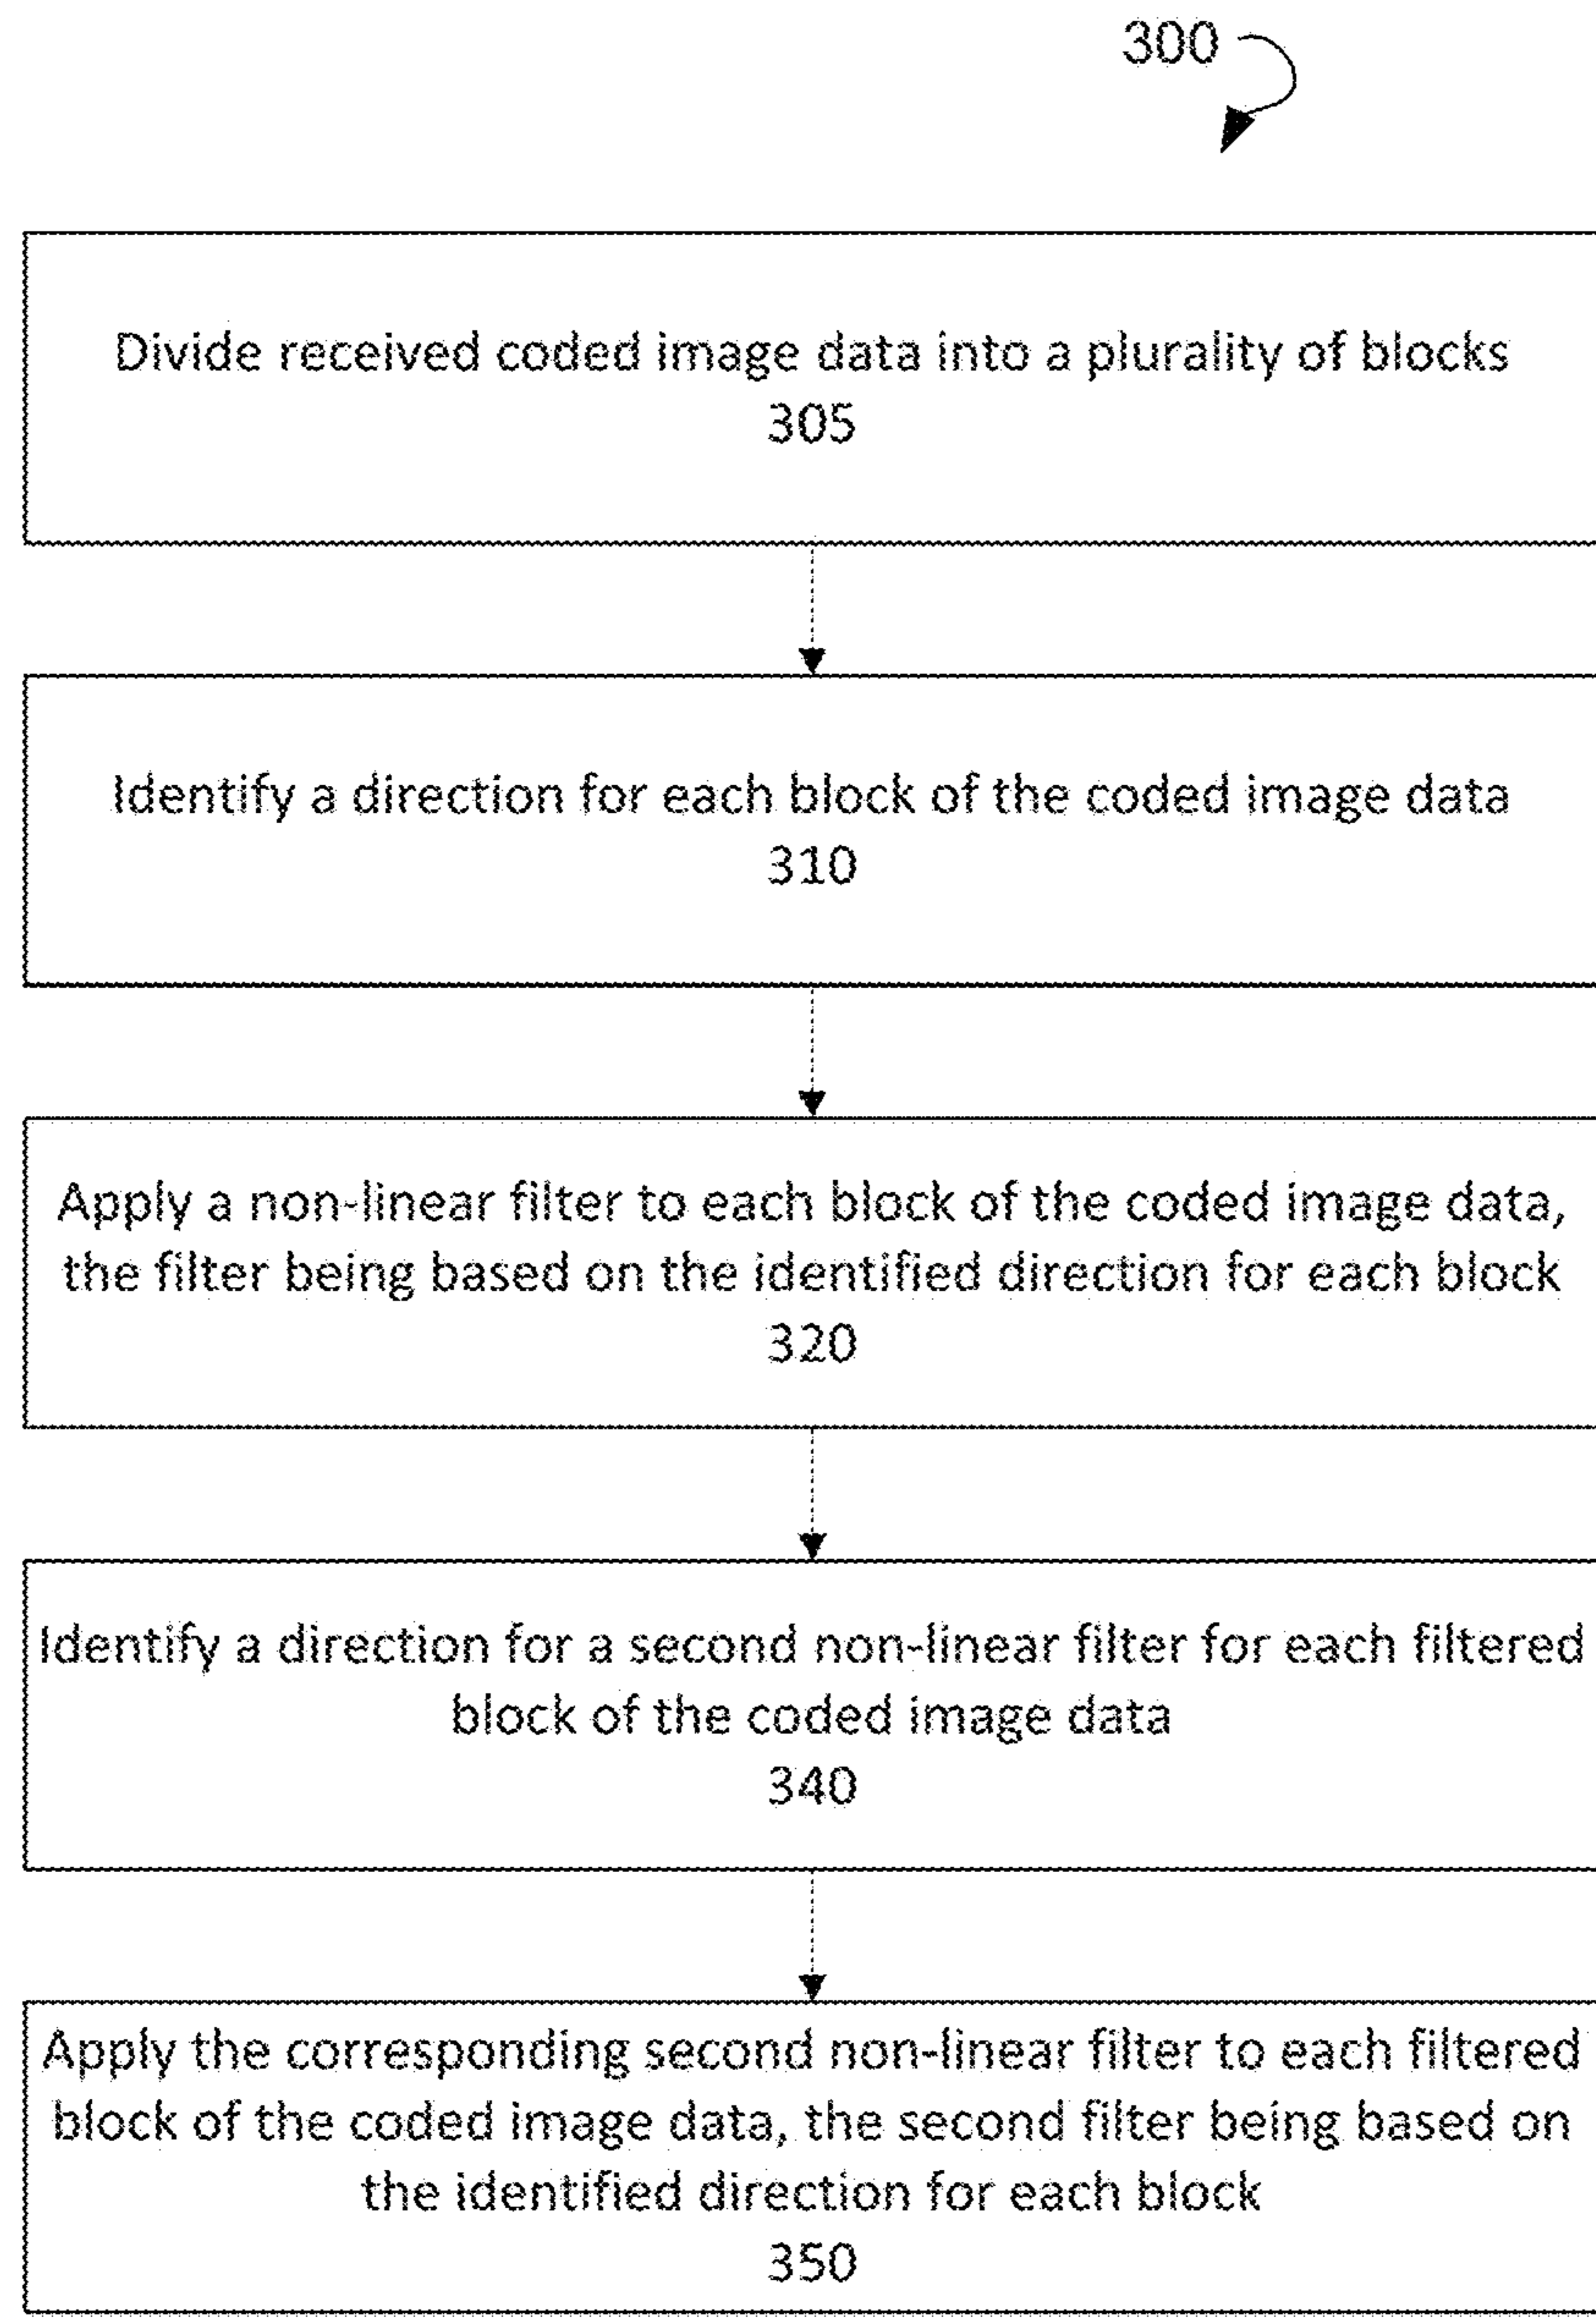 300
Divide received coded image data into a plurality of blocks
305
Identify a direction for each block of the coded image data
310
Apply a non-linear filter to each block of the coded image data,
the filter being based on the identified direction for each block
320
Identify a direction for a second non-linear filter for each filtered
block of the coded image data
340
Apply the corresponding second non-linear filter to each filtered
block of the coded image data, the second filter being based on
the identified direction for each block
350